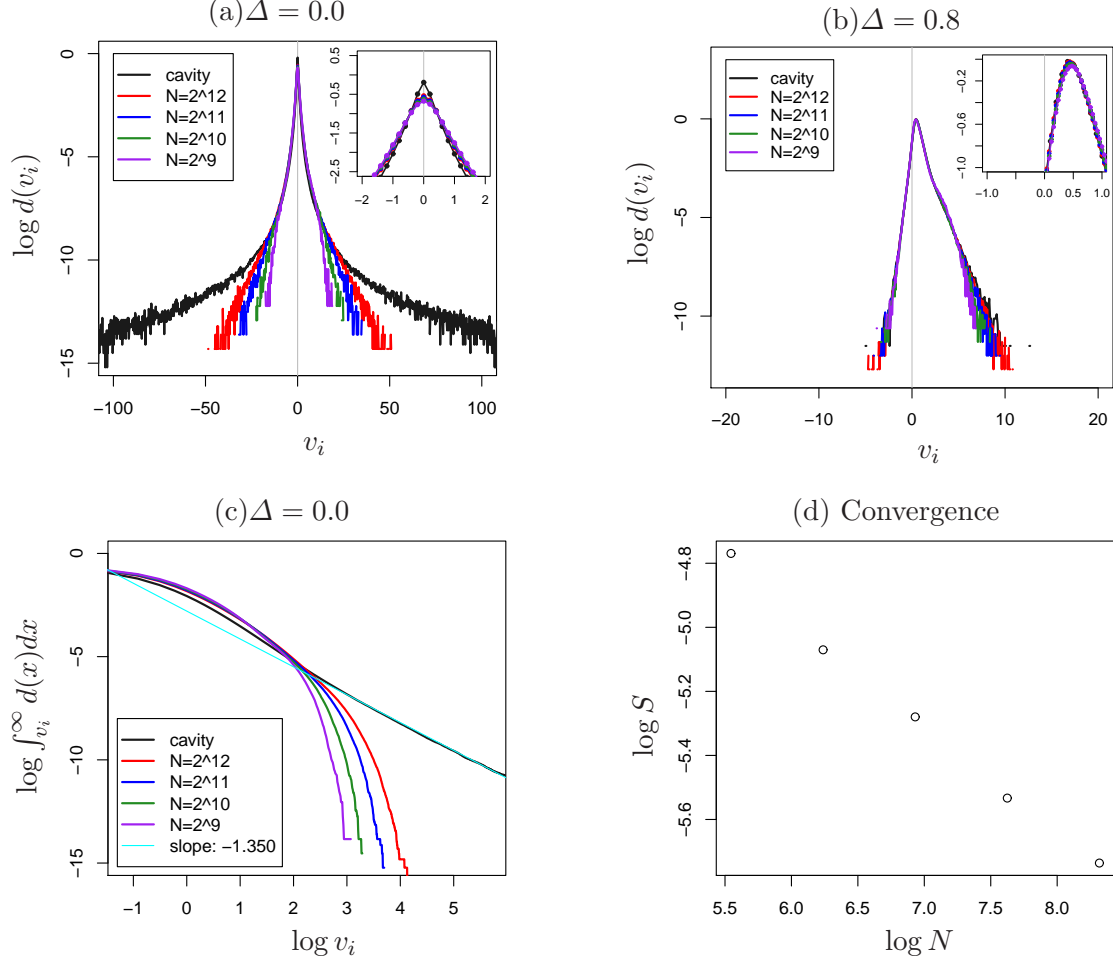 (a)Δ = 0.0
log d(v_i)
0
−5
−10
−15
cavity
N=2^12
N=2^11
N=2^10
N=2^9
0.5
−0.5
−1.5
−2.5
−2 −1 0 1 2
−100 −50 0 50 100
v_i
(b)Δ = 0.8
log d(v_i)
0
−5
−10
cavity
N=2^12
N=2^11
N=2^10
N=2^9
−0.2
−0.6
−1.0
−1.0 0.0 0.5 1.0
−20 −10 0 10 20
v_i
(c)Δ = 0.0
log ∫_{v_i}^∞ d(x)dx
0
−5
−10
−15
cavity
N=2^12
N=2^11
N=2^10
N=2^9
slope: −1.350
−1 0 1 2 3 4 5
log v_i
(d) Convergence
log S
−4.8
−5.0
−5.2
−5.4
−5.6
5.5 6.0 6.5 7.0 7.5 8.0
log N